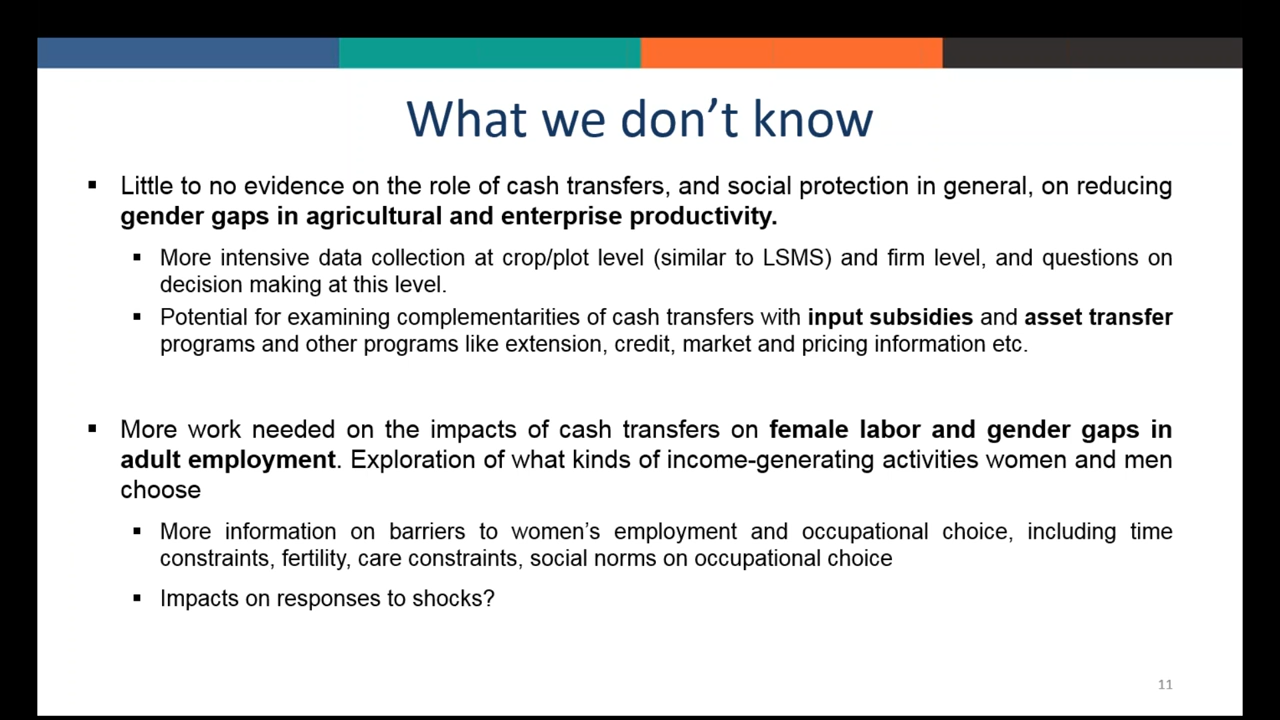 What we don’t know
▪ Little to no evidence on the role of cash transfers, and social protection in general, on reducing
gender gaps in agricultural and enterprise productivity.
▪ More intensive data collection at crop/plot level (similar to LSMS) and firm level, and questions on
decision making at this level.
▪ Potential for examining complementarities of cash transfers with input subsidies and asset transfer
programs and other programs like extension, credit, market and pricing information etc.
▪ More work needed on the impacts of cash transfers on female labor and gender gaps in
adult employment. Exploration of what kinds of income-generating activities women and men
choose
▪ More information on barriers to women’s employment and occupational choice, including time
constraints, fertility, care constraints, social norms on occupational choice
▪ Impacts on responses to shocks?
11